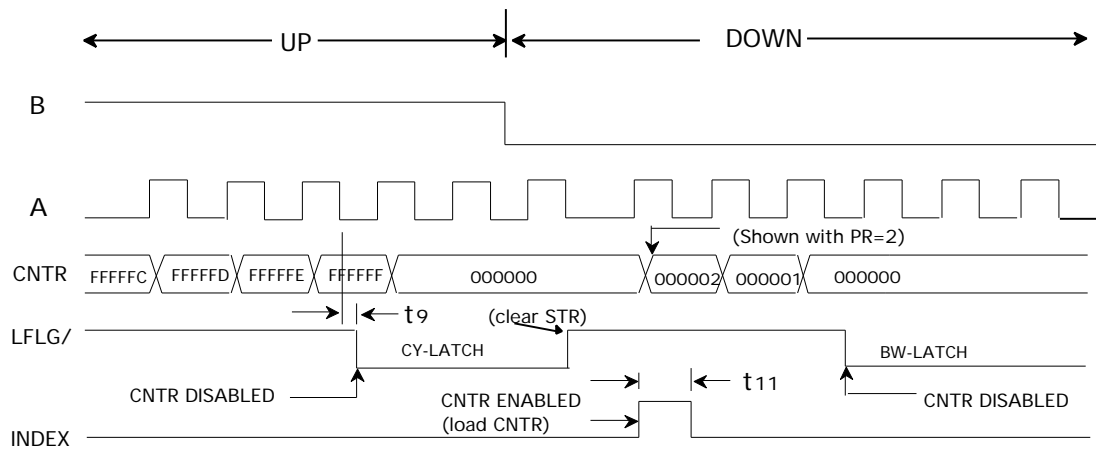 UP DOWN
B
A
(Shown with PR=2)
CNTR FFFFFC FFFFFD FFFFFE FFFFFF 000000 000002 000001 000000
t9 (clear STR)
LFLG/
CY-LATCH BW-LATCH
t11
CNTR DISABLED CNTR ENABLED CNTR DISABLED
(load CNTR)
INDEX